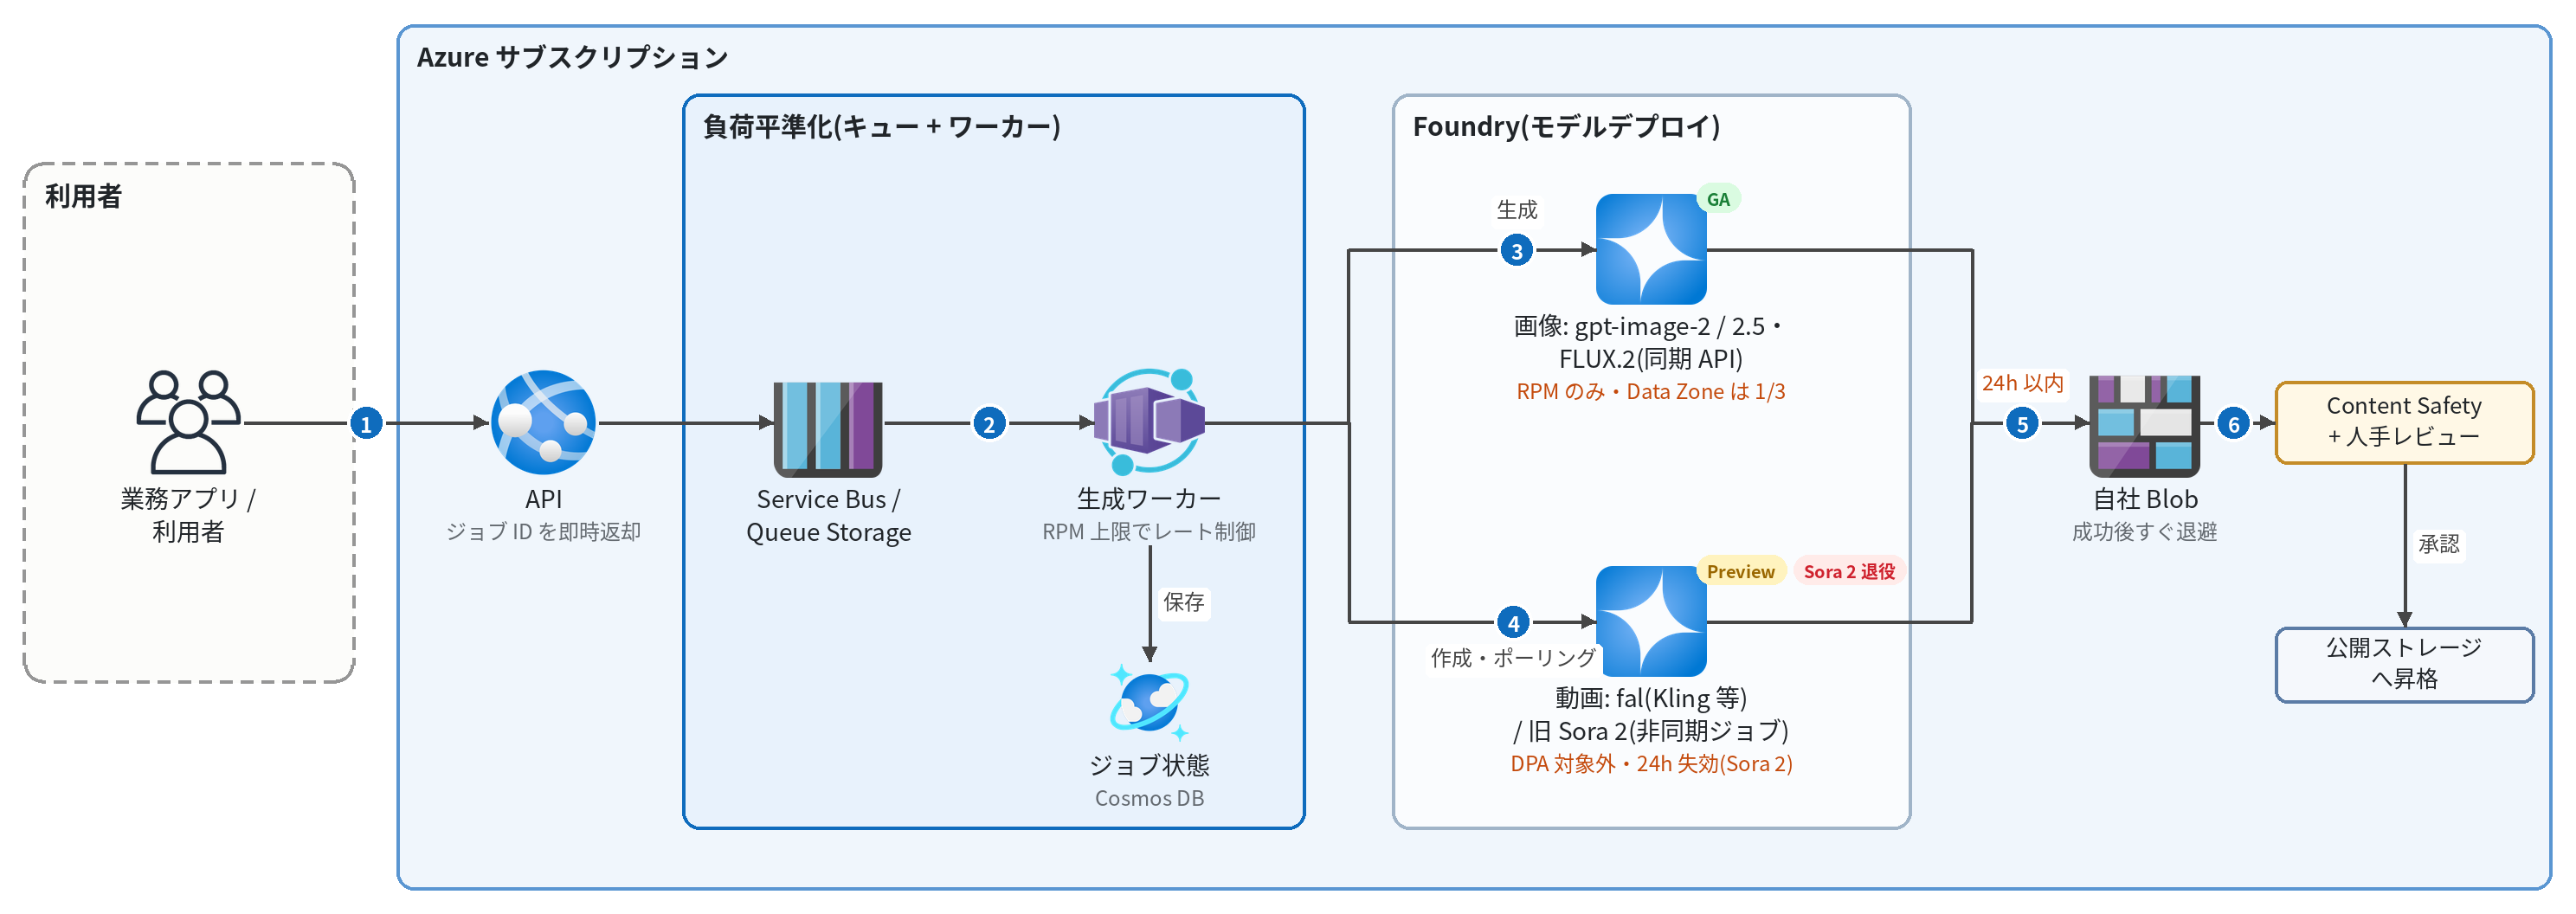 Azure サブスクリプション
負荷平準化(キュー + ワーカー)
Foundry(モデルデプロイ)
利用者
業務アプリ /
利用者
1
API
ジョブ ID を即時返却
Service Bus /
Queue Storage
2
生成ワーカー
RPM 上限でレート制御
保存
ジョブ状態
Cosmos DB
生成
3
GA
画像: gpt-image-2 / 2.5・
FLUX.2(同期 API)
RPM のみ・Data Zone は 1/3
4
作成・ポーリング
Preview
Sora 2 退役
動画: fal(Kling 等)
/ 旧 Sora 2(非同期ジョブ)
DPA 対象外・24h 失効(Sora 2)
24h 以内
5
自社 Blob
成功後すぐ退避
6
Content Safety
+ 人手レビュー
承認
公開ストレージ
へ昇格